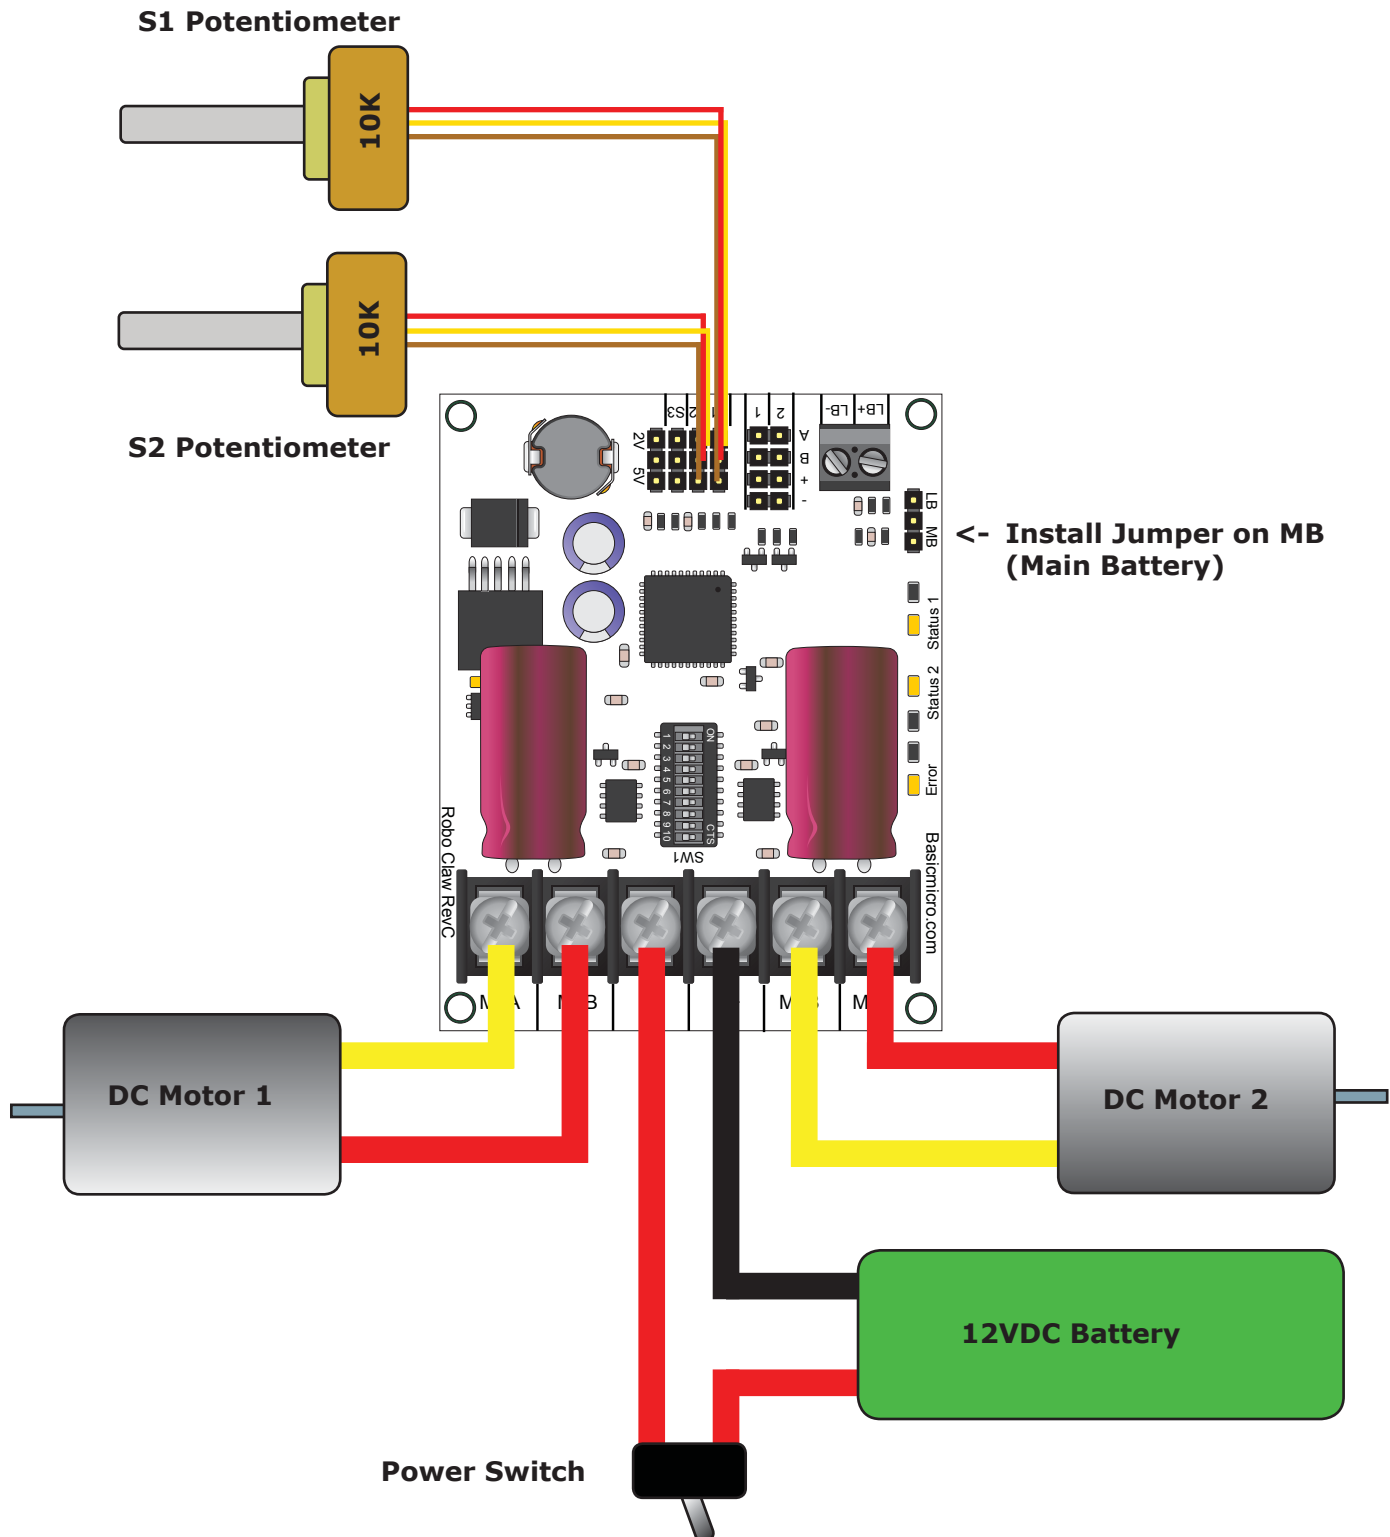 S1 Potentiometer
10K
10K
S2 Potentiometer
S3
1
2
LB-
LB+
2V
5V
A
B
+
-
LB
MB
<- Install Jumper on MB
(Main Battery)
Status 1
Status 2
Error
ON
1
2
3
4
5
6
7
8
9
10
CTS
SW1
Robo Claw RevC
Basicmicro.com
DC Motor 1
DC Motor 2
12VDC Battery
Power Switch